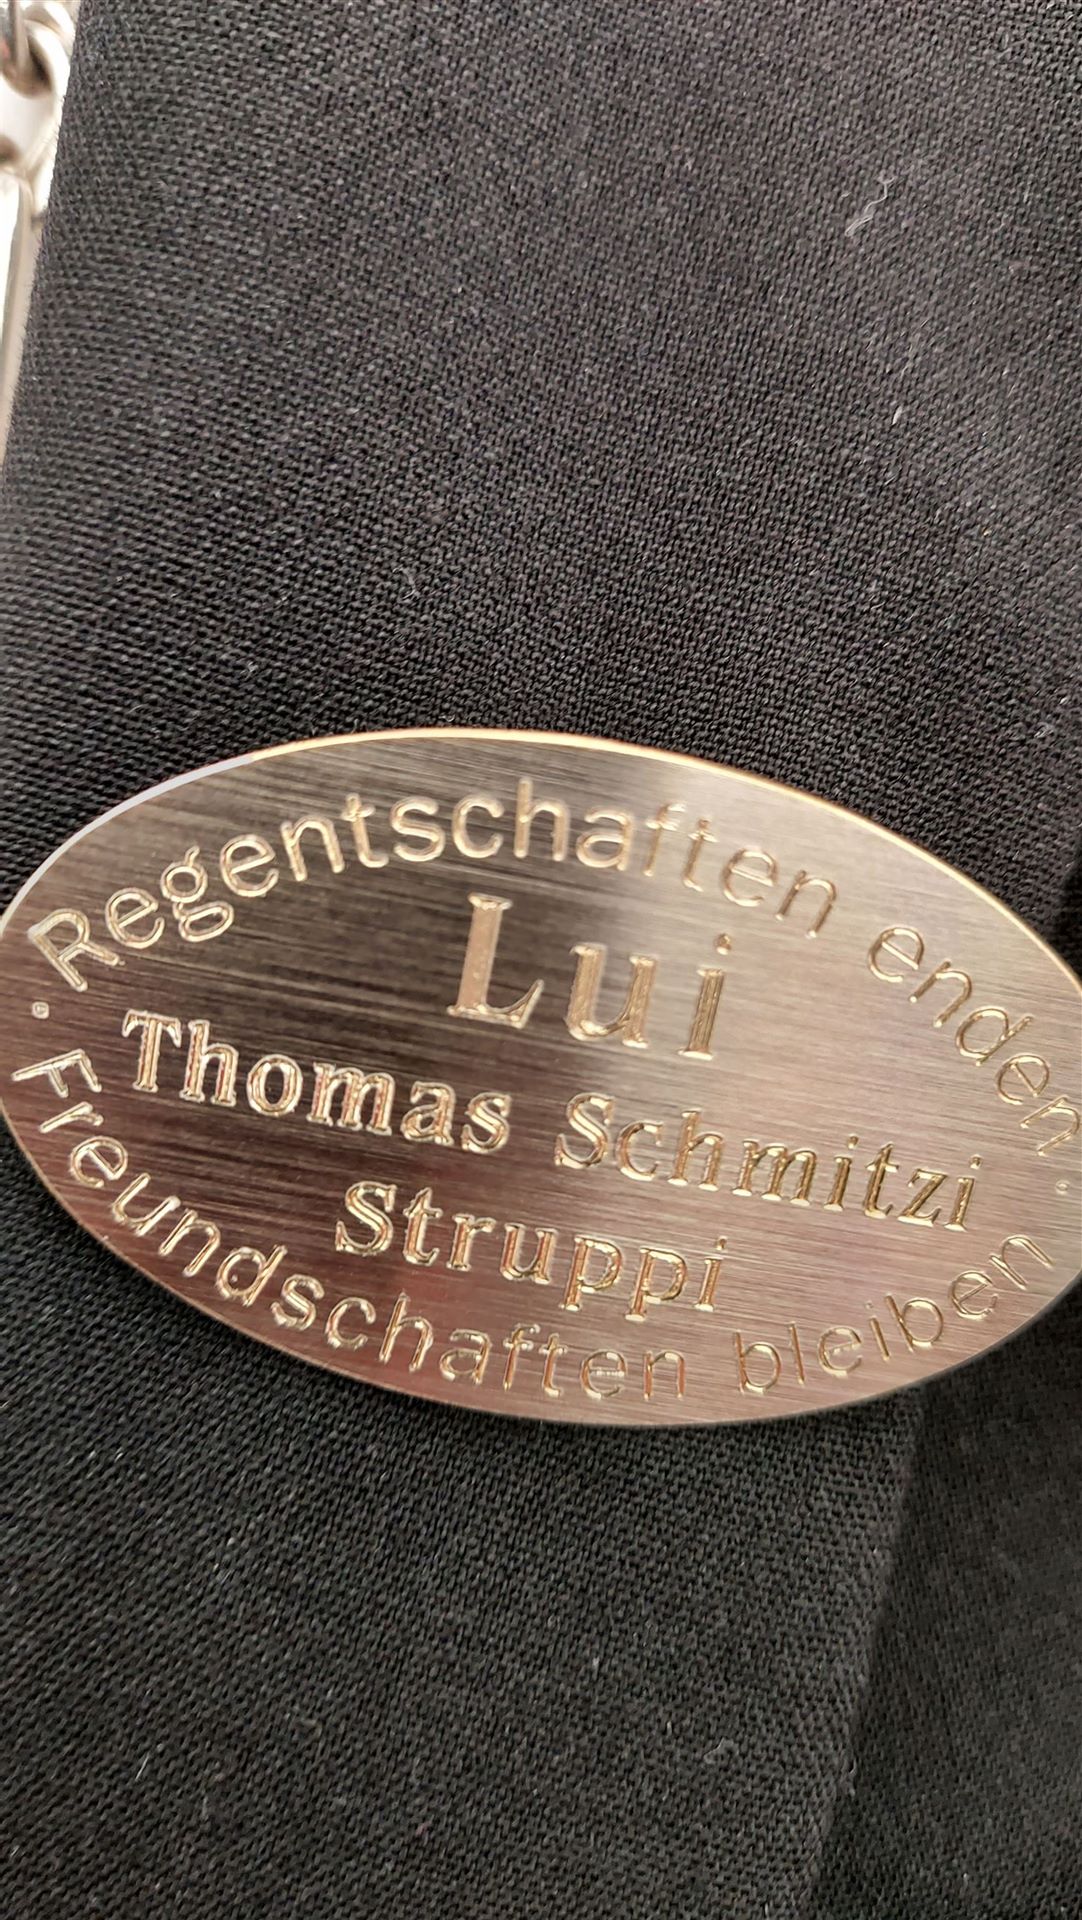 Regentschaften enden
Lui
Thomas Schmitzi
Struppi
Freundschaften bleiben